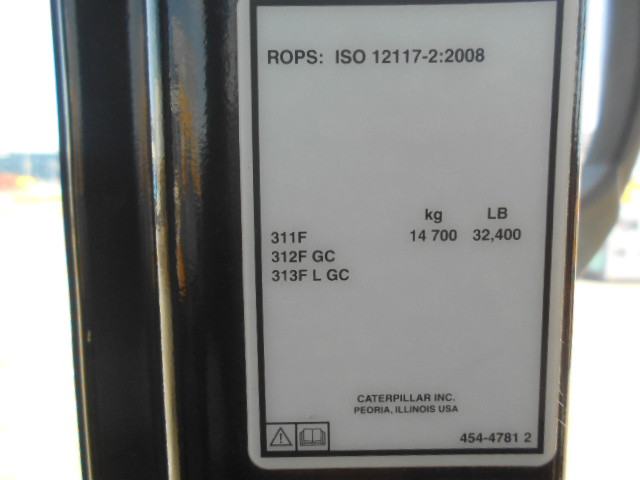 ROPS: ISO 12117-2:2008
kg LB
311F 14 700 32,400
312F GC
313F L GC
CATERPILLAR INC.
PEORIA, ILLINOIS USA
454-4781 2